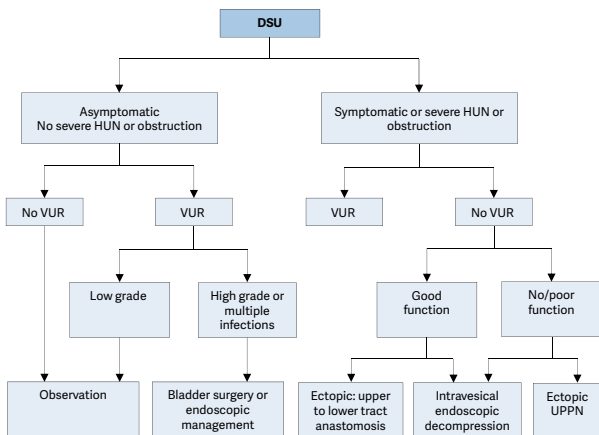 DSU
Asymptomatic
No severe HUN or obstruction
Symptomatic or severe HUN or
obstruction
No VUR
VUR
VUR
No VUR
Low grade
High grade or
multiple
infections
Good
function
No/poor
function
Observation
Bladder surgery or
endoscopic
management
Ectopic: upper
to lower tract
anastomosis
Intravesical
endoscopic
decompression
Ectopic
UPPN